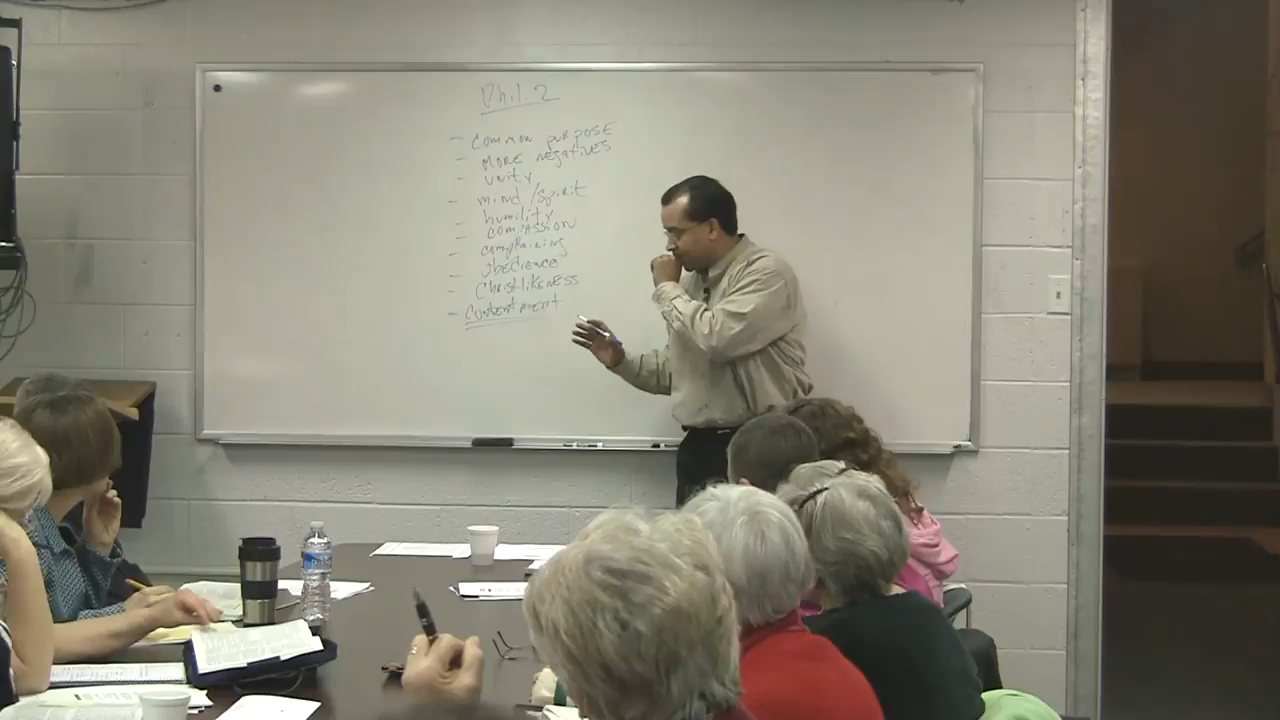 Phil. 2
- common purpose
- more negatives
- unity
- mind/spirit
- humility
- compassion
- complaining
- obedience
- Christlikeness
- contentment